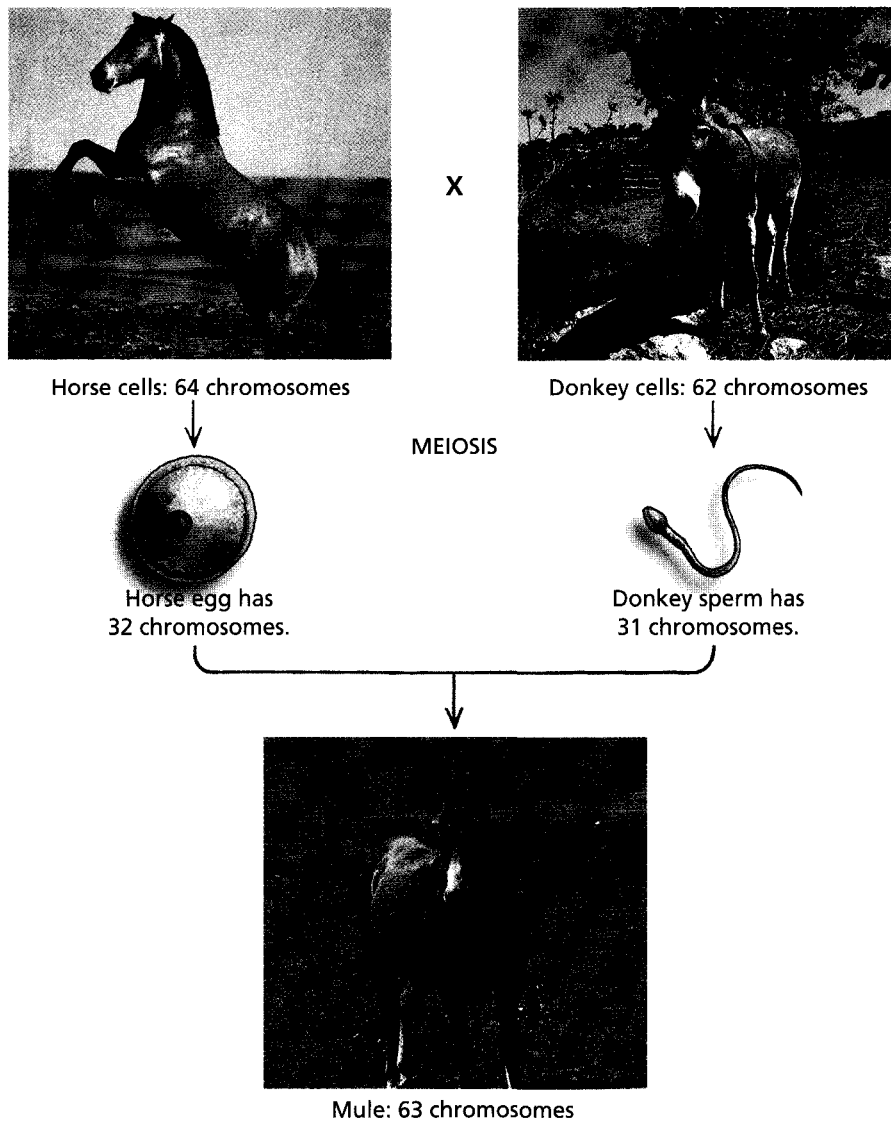 X
Horse cells: 64 chromosomes
Donkey cells: 62 chromosomes
MEIOSIS
Horse egg has
32 chromosomes.
Donkey sperm has
31 chromosomes.
Mule: 63 chromosomes